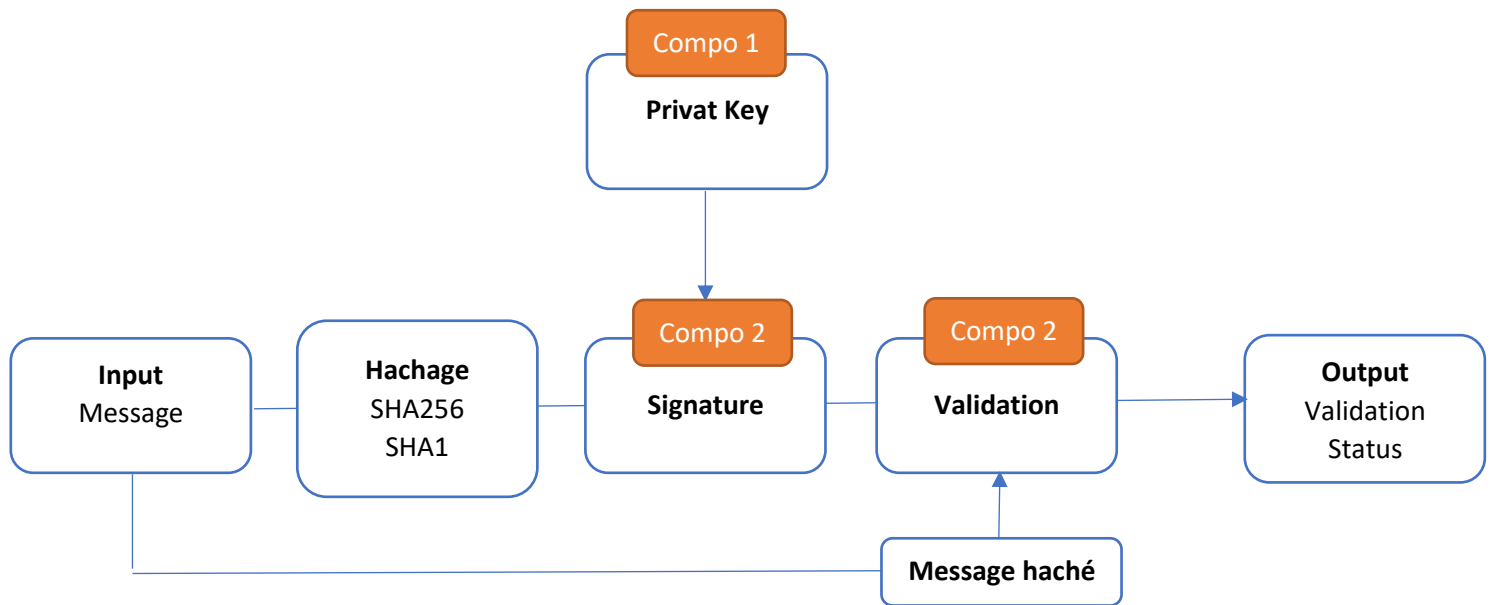 Compo 1
Privat Key
Compo 2
Compo 2
Input
Message
Hachage
SHA256
SHA1
Signature
Validation
Output
Validation
Status
Message haché